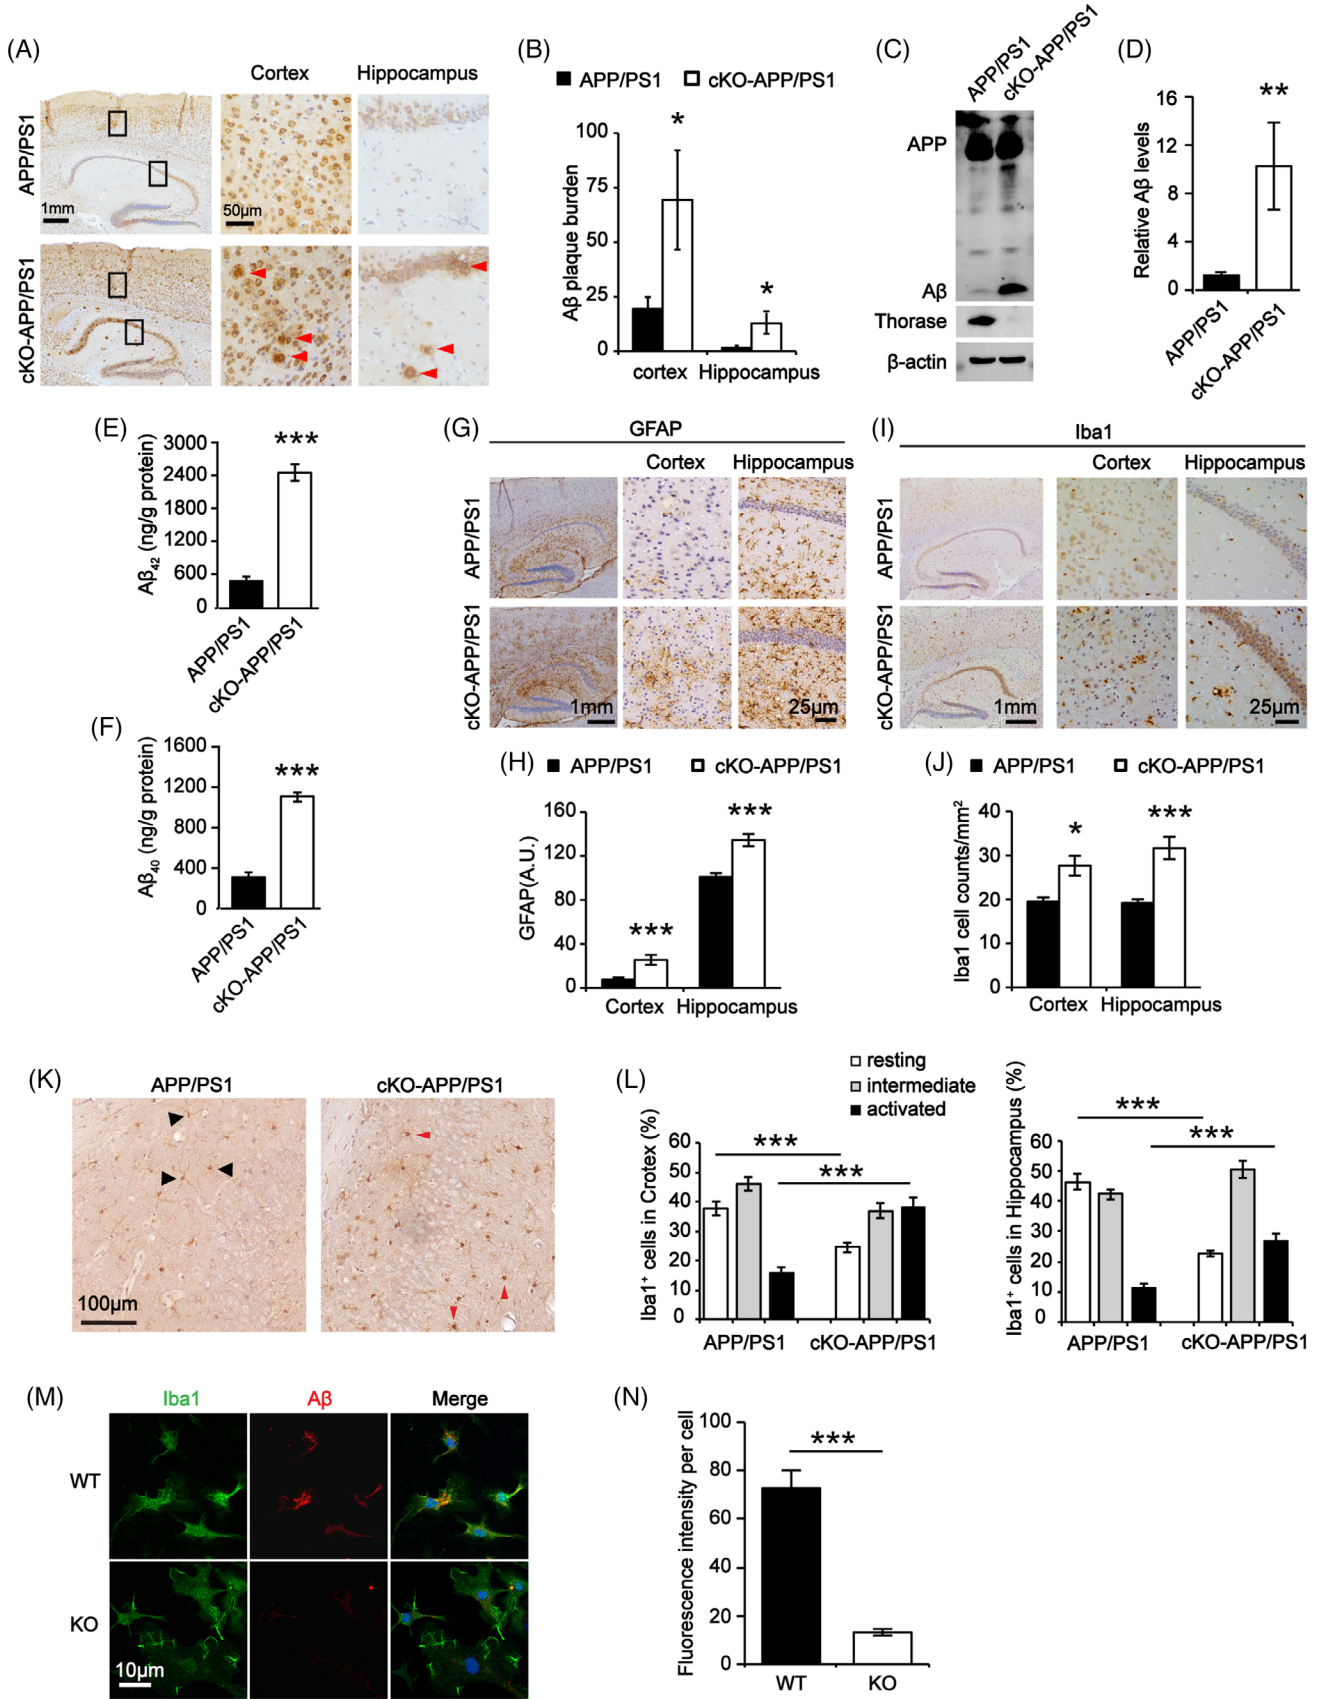 (A)
Cortex
Hippocampus
APP/PS1
1mm
50µm
cKO-APP/PS1
(B)
APP/PS1
cKO-APP/PS1
Aβ plaque burden
100
75
50
25
0
*
*
cortex
Hippocampus
(C)
APP/PS1
cKO-APP/PS1
APP
Aβ
Thorase
β-actin
(D)
Relative Aβ levels
16
12
8
4
0
**
APP/PS1
cKO-APP/PS1
(E)
Aβ42 (ng/g protein)
3000
2400
1800
1200
600
0
***
APP/PS1
cKO-APP/PS1
(F)
Aβ40 (ng/g protein)
1600
1200
800
400
0
***
APP/PS1
cKO-APP/PS1
(G)
GFAP
Cortex
Hippocampus
APP/PS1
cKO-APP/PS1
1mm
25µm
(H)
APP/PS1
cKO-APP/PS1
GFAP(A.U.)
160
120
80
40
0
***
***
Cortex
Hippocampus
(I)
Iba1
Cortex
Hippocampus
APP/PS1
cKO-APP/PS1
1mm
25µm
(J)
APP/PS1
cKO-APP/PS1
Iba1 cell counts/mm²
40
30
20
10
0
*
***
Cortex
Hippocampus
(K)
APP/PS1
cKO-APP/PS1
100µm
(L)
resting
intermediate
activated
Iba1⁺ cells in Crotex (%)
60
50
40
30
20
10
0
***
***
APP/PS1
cKO-APP/PS1
Iba1⁺ cells in Hippocampus (%)
60
50
40
30
20
10
0
***
***
APP/PS1
cKO-APP/PS1
(M)
Iba1
Aβ
Merge
WT
KO
10µm
(N)
Fluorescence intensity per cell
100
80
60
40
20
0
***
WT
KO